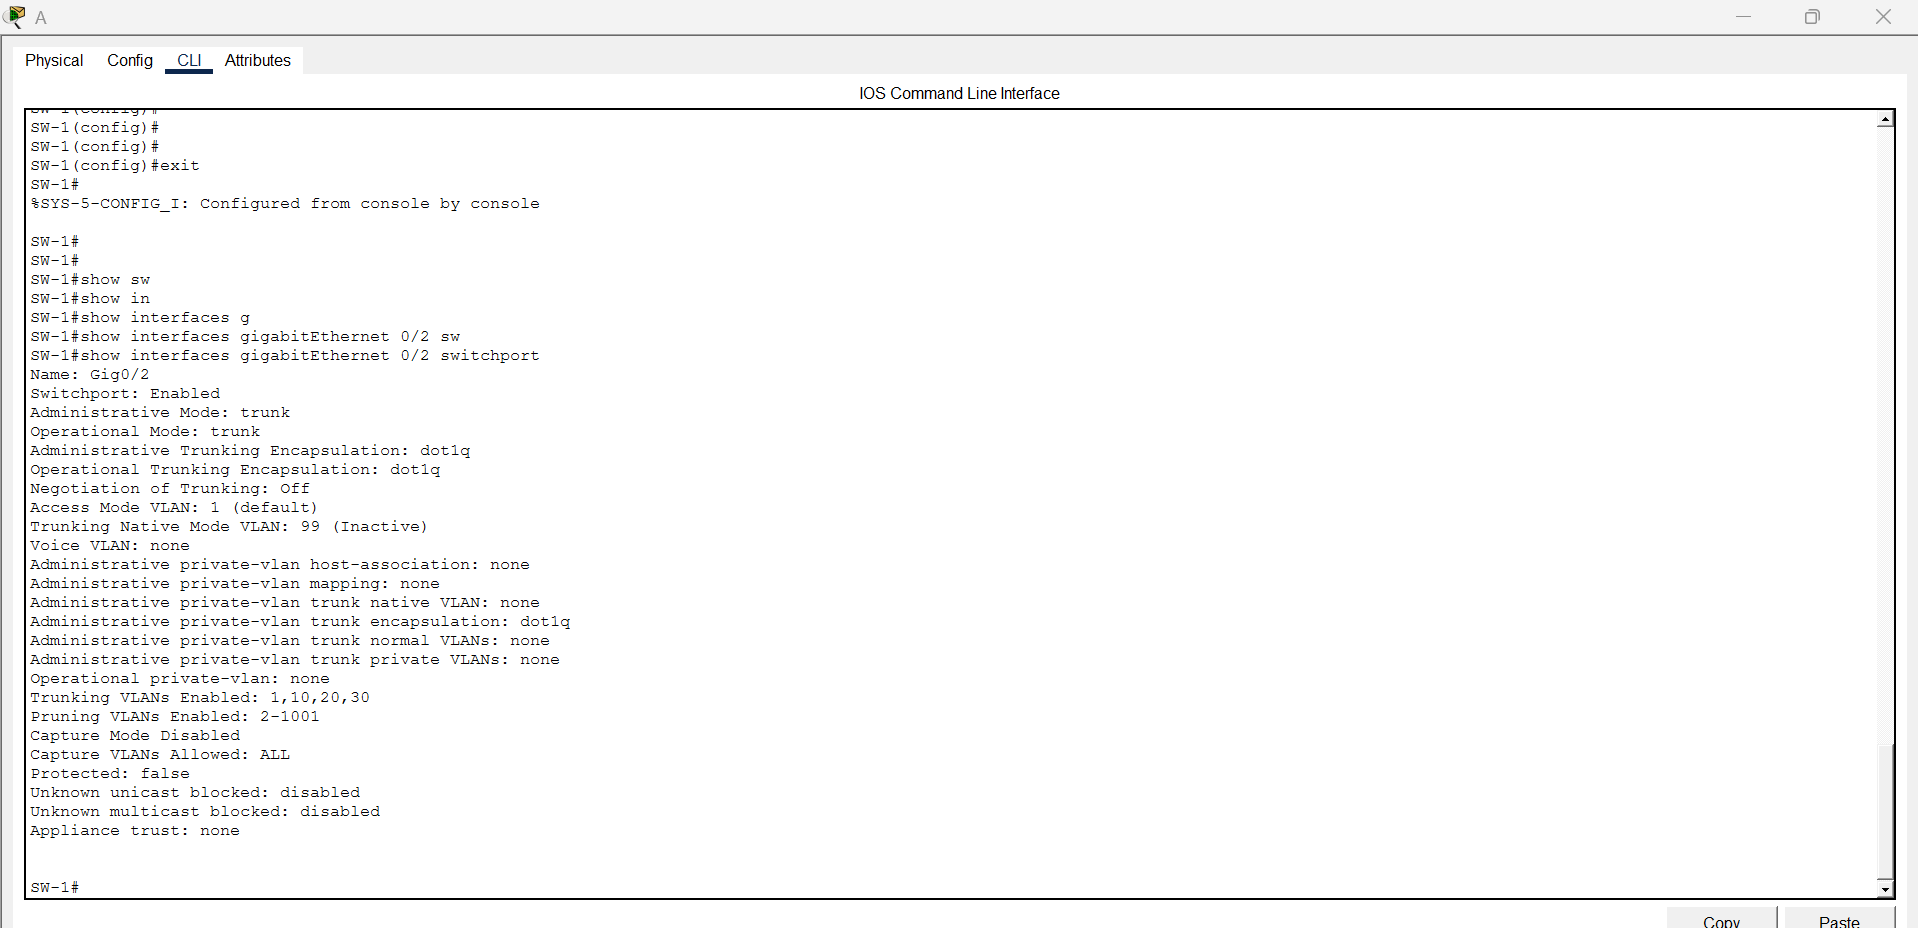 A
Physical Config CLI Attributes
IOS Command Line Interface
SW-1(config)#
SW-1(config)#
SW-1(config)#
SW-1(config)#exit
SW-1#
%SYS-5-CONFIG_I: Configured from console by console
SW-1#
SW-1#
SW-1#show sw
SW-1#show in
SW-1#show interfaces g
SW-1#show interfaces gigabitEthernet 0/2 sw
SW-1#show interfaces gigabitEthernet 0/2 switchport
Name: Gig0/2
Switchport: Enabled
Administrative Mode: trunk
Operational Mode: trunk
Administrative Trunking Encapsulation: dot1q
Operational Trunking Encapsulation: dot1q
Negotiation of Trunking: Off
Access Mode VLAN: 1 (default)
Trunking Native Mode VLAN: 99 (Inactive)
Voice VLAN: none
Administrative private-vlan host-association: none
Administrative private-vlan mapping: none
Administrative private-vlan trunk native VLAN: none
Administrative private-vlan trunk encapsulation: dot1q
Administrative private-vlan trunk normal VLANs: none
Administrative private-vlan trunk private VLANs: none
Operational private-vlan: none
Trunking VLANs Enabled: 1,10,20,30
Pruning VLANs Enabled: 2-1001
Capture Mode Disabled
Capture VLANs Allowed: ALL
Protected: false
Unknown unicast blocked: disabled
Unknown multicast blocked: disabled
Appliance trust: none
SW-1#
Copy Paste